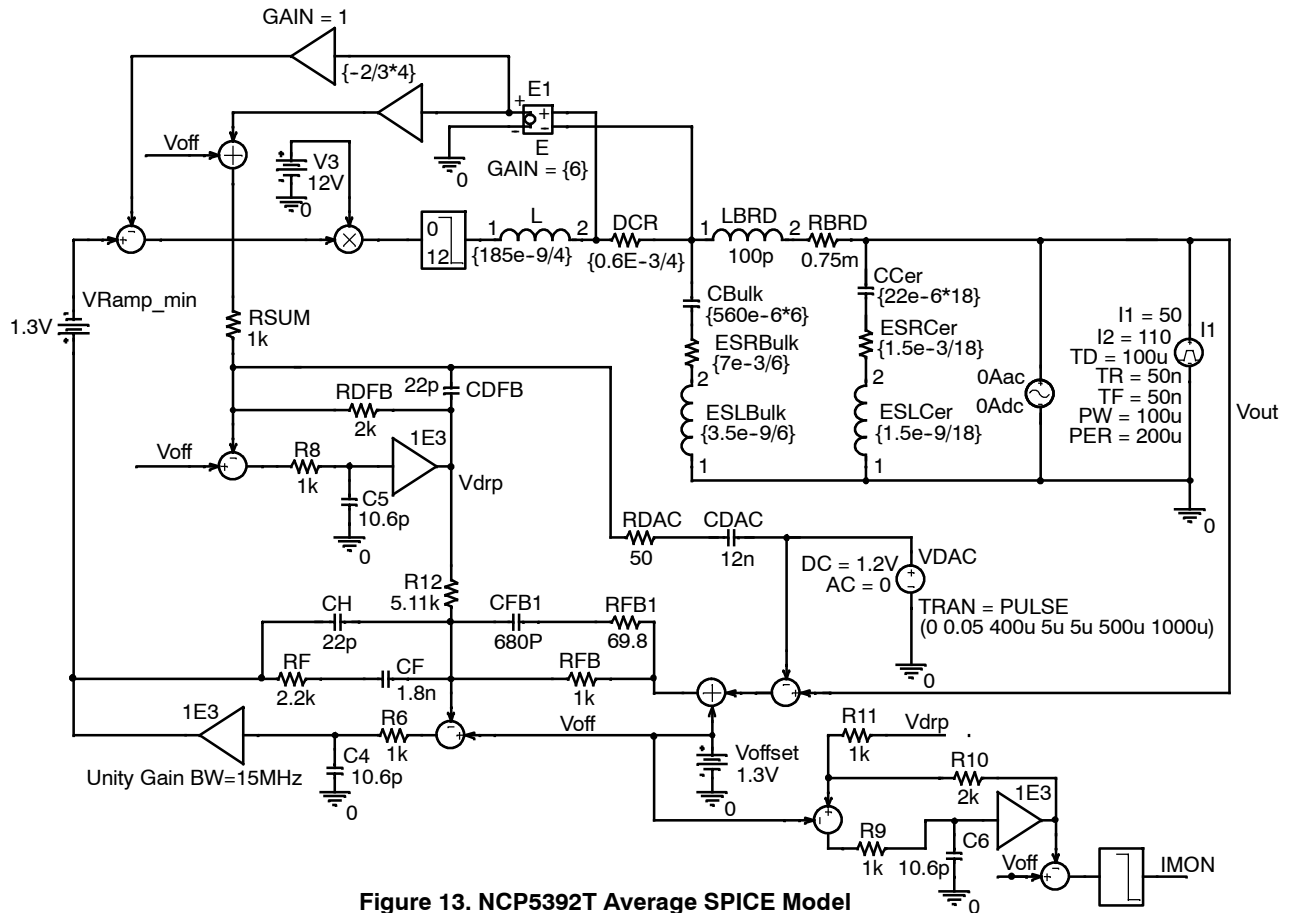 GAIN = 1
{-2/3*4}
E1
+
+
-
-
E
GAIN = {6}
0
Voff
+
V3
12V
0
+
-
0
12
1
L
2
{185e-9/4}
DCR
{0.6E-3/4}
1
LBRD
2
100p
RBRD
0.75m
VRamp_min
1.3V
RSUM
1k
CBulk
{560e-6*6}
ESRBulk
{7e-3/6}
2
ESLBulk
{3.5e-9/6}
1
CCer
{22e-6*18}
ESRCer
{1.5e-3/18}
2
ESLCer
{1.5e-9/18}
1
0Aac
0Adc
I1 = 50
I2 = 110
TD = 100u
TR = 50n
TF = 50n
PW = 100u
PER = 200u
I1
Vout
0
22p
CDFB
RDFB
2k
Voff
+
-
R8
1k
1E3
C5
10.6p
0
Vdrp
RDAC
50
CDAC
12n
DC = 1.2V
AC = 0
VDAC
+
-
TRAN = PULSE
(0 0.05 400u 5u 5u 500u 1000u)
0
R12
5.11k
CH
22p
CFB1
680P
RFB1
69.8
RF
2.2k
CF
1.8n
RFB
1k
+
-
+
1E3
Unity Gain BW=15MHz
R6
1k
C4
10.6p
0
-
+
Voff
Voffset
1.3V
0
R11
1k
Vdrp
R10
2k
+
-
R9
1k
C6
10.6p
0
1E3
Voff
+
-
IMON
Figure 13. NCP5392T Average SPICE Model